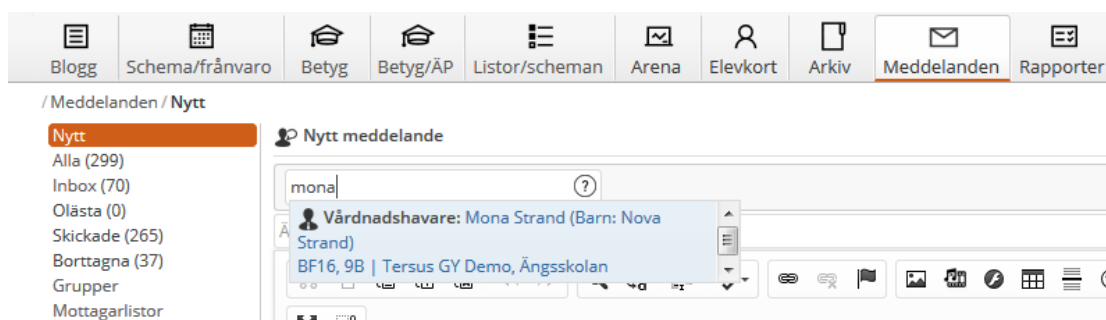 Blogg Schema/frånvaro Betyg Betyg/ÄP Listor/scheman Arena Elevkort Arkiv Meddelanden Rapporter
/ Meddelanden / Nytt
Nytt
Alla (299)
Inbox (70)
Olästa (0)
Skickade (265)
Borttagna (37)
Grupper
Mottagarlistor
Nytt meddelande
mona
Vårdnadshavare: Mona Strand (Barn: Nova
Strand)
BF16, 9B | Tersus GY Demo, Ängsskolan